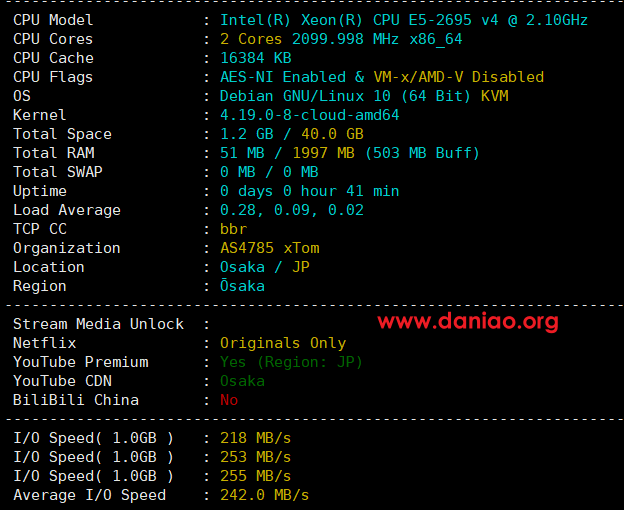 CPU Model : Intel(R) Xeon(R) CPU E5-2695 v4 @ 2.10GHz
CPU Cores : 2 Cores 2099.998 MHz x86_64
CPU Cache : 16384 KB
CPU Flags : AES-NI Enabled & VM-x/AMD-V Disabled
OS : Debian GNU/Linux 10 (64 Bit) KVM
Kernel : 4.19.0-8-cloud-amd64
Total Space : 1.2 GB / 40.0 GB
Total RAM : 51 MB / 1997 MB (503 MB Buff)
Total SWAP : 0 MB / 0 MB
Uptime : 0 days 0 hour 41 min
Load Average : 0.28, 0.09, 0.02
TCP CC : bbr
Organization : AS4785 xTom
Location : Osaka / JP
Region : Ōsaka
Stream Media Unlock :
www.daniao.org
Netflix : Originals Only
YouTube Premium : Yes (Region: JP)
YouTube CDN : Osaka
BiliBili China : No
I/O Speed( 1.0GB ) : 218 MB/s
I/O Speed( 1.0GB ) : 253 MB/s
I/O Speed( 1.0GB ) : 255 MB/s
Average I/O Speed : 242.0 MB/s